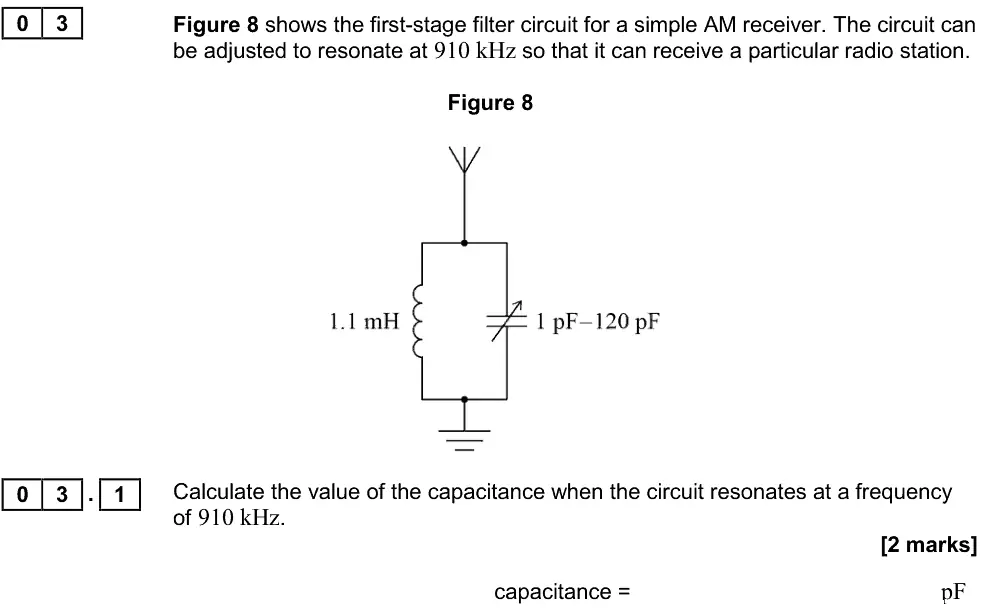 0 3
Figure 8 shows the first-stage filter circuit for a simple AM receiver. The circuit can
be adjusted to resonate at 910 kHz so that it can receive a particular radio station.
Figure 8
1.1 mH
1 pF–120 pF
0 3 . 1
Calculate the value of the capacitance when the circuit resonates at a frequency
of 910 kHz.
[2 marks]
capacitance = pF